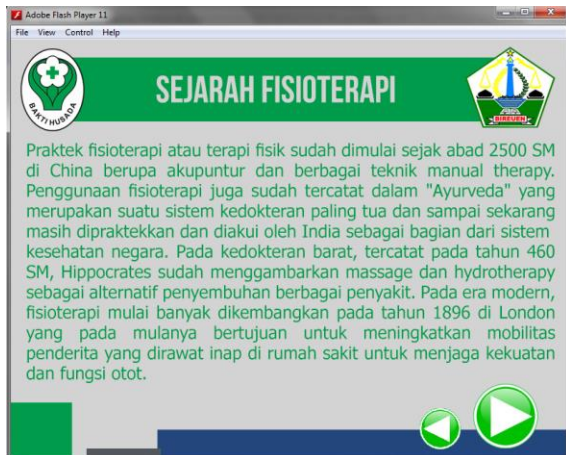 Adobe Flash Player 11
File View Control Help
SEJARAH FISIOTERAPI
BAKTI HUSADA
BIREUEN
Praktek fisioterapi atau terapi fisik sudah dimulai sejak abad 2500 SM
di China berupa akupuntur dan berbagai teknik manual therapy.
Penggunaan fisioterapi juga sudah tercatat dalam "Ayurveda" yang
merupakan suatu sistem kedokteran paling tua dan sampai sekarang
masih dipraktekkan dan diakui oleh India sebagai bagian dari sistem
kesehatan negara. Pada kedokteran barat, tercatat pada tahun 460
SM, Hippocrates sudah menggambarkan massage dan hydrotherapy
sebagai alternatif penyembuhan berbagai penyakit. Pada era modern,
fisioterapi mulai banyak dikembangkan pada tahun 1896 di London
yang pada mulanya bertujuan untuk meningkatkan mobilitas
penderita yang dirawat inap di rumah sakit untuk menjaga kekuatan
dan fungsi otot.